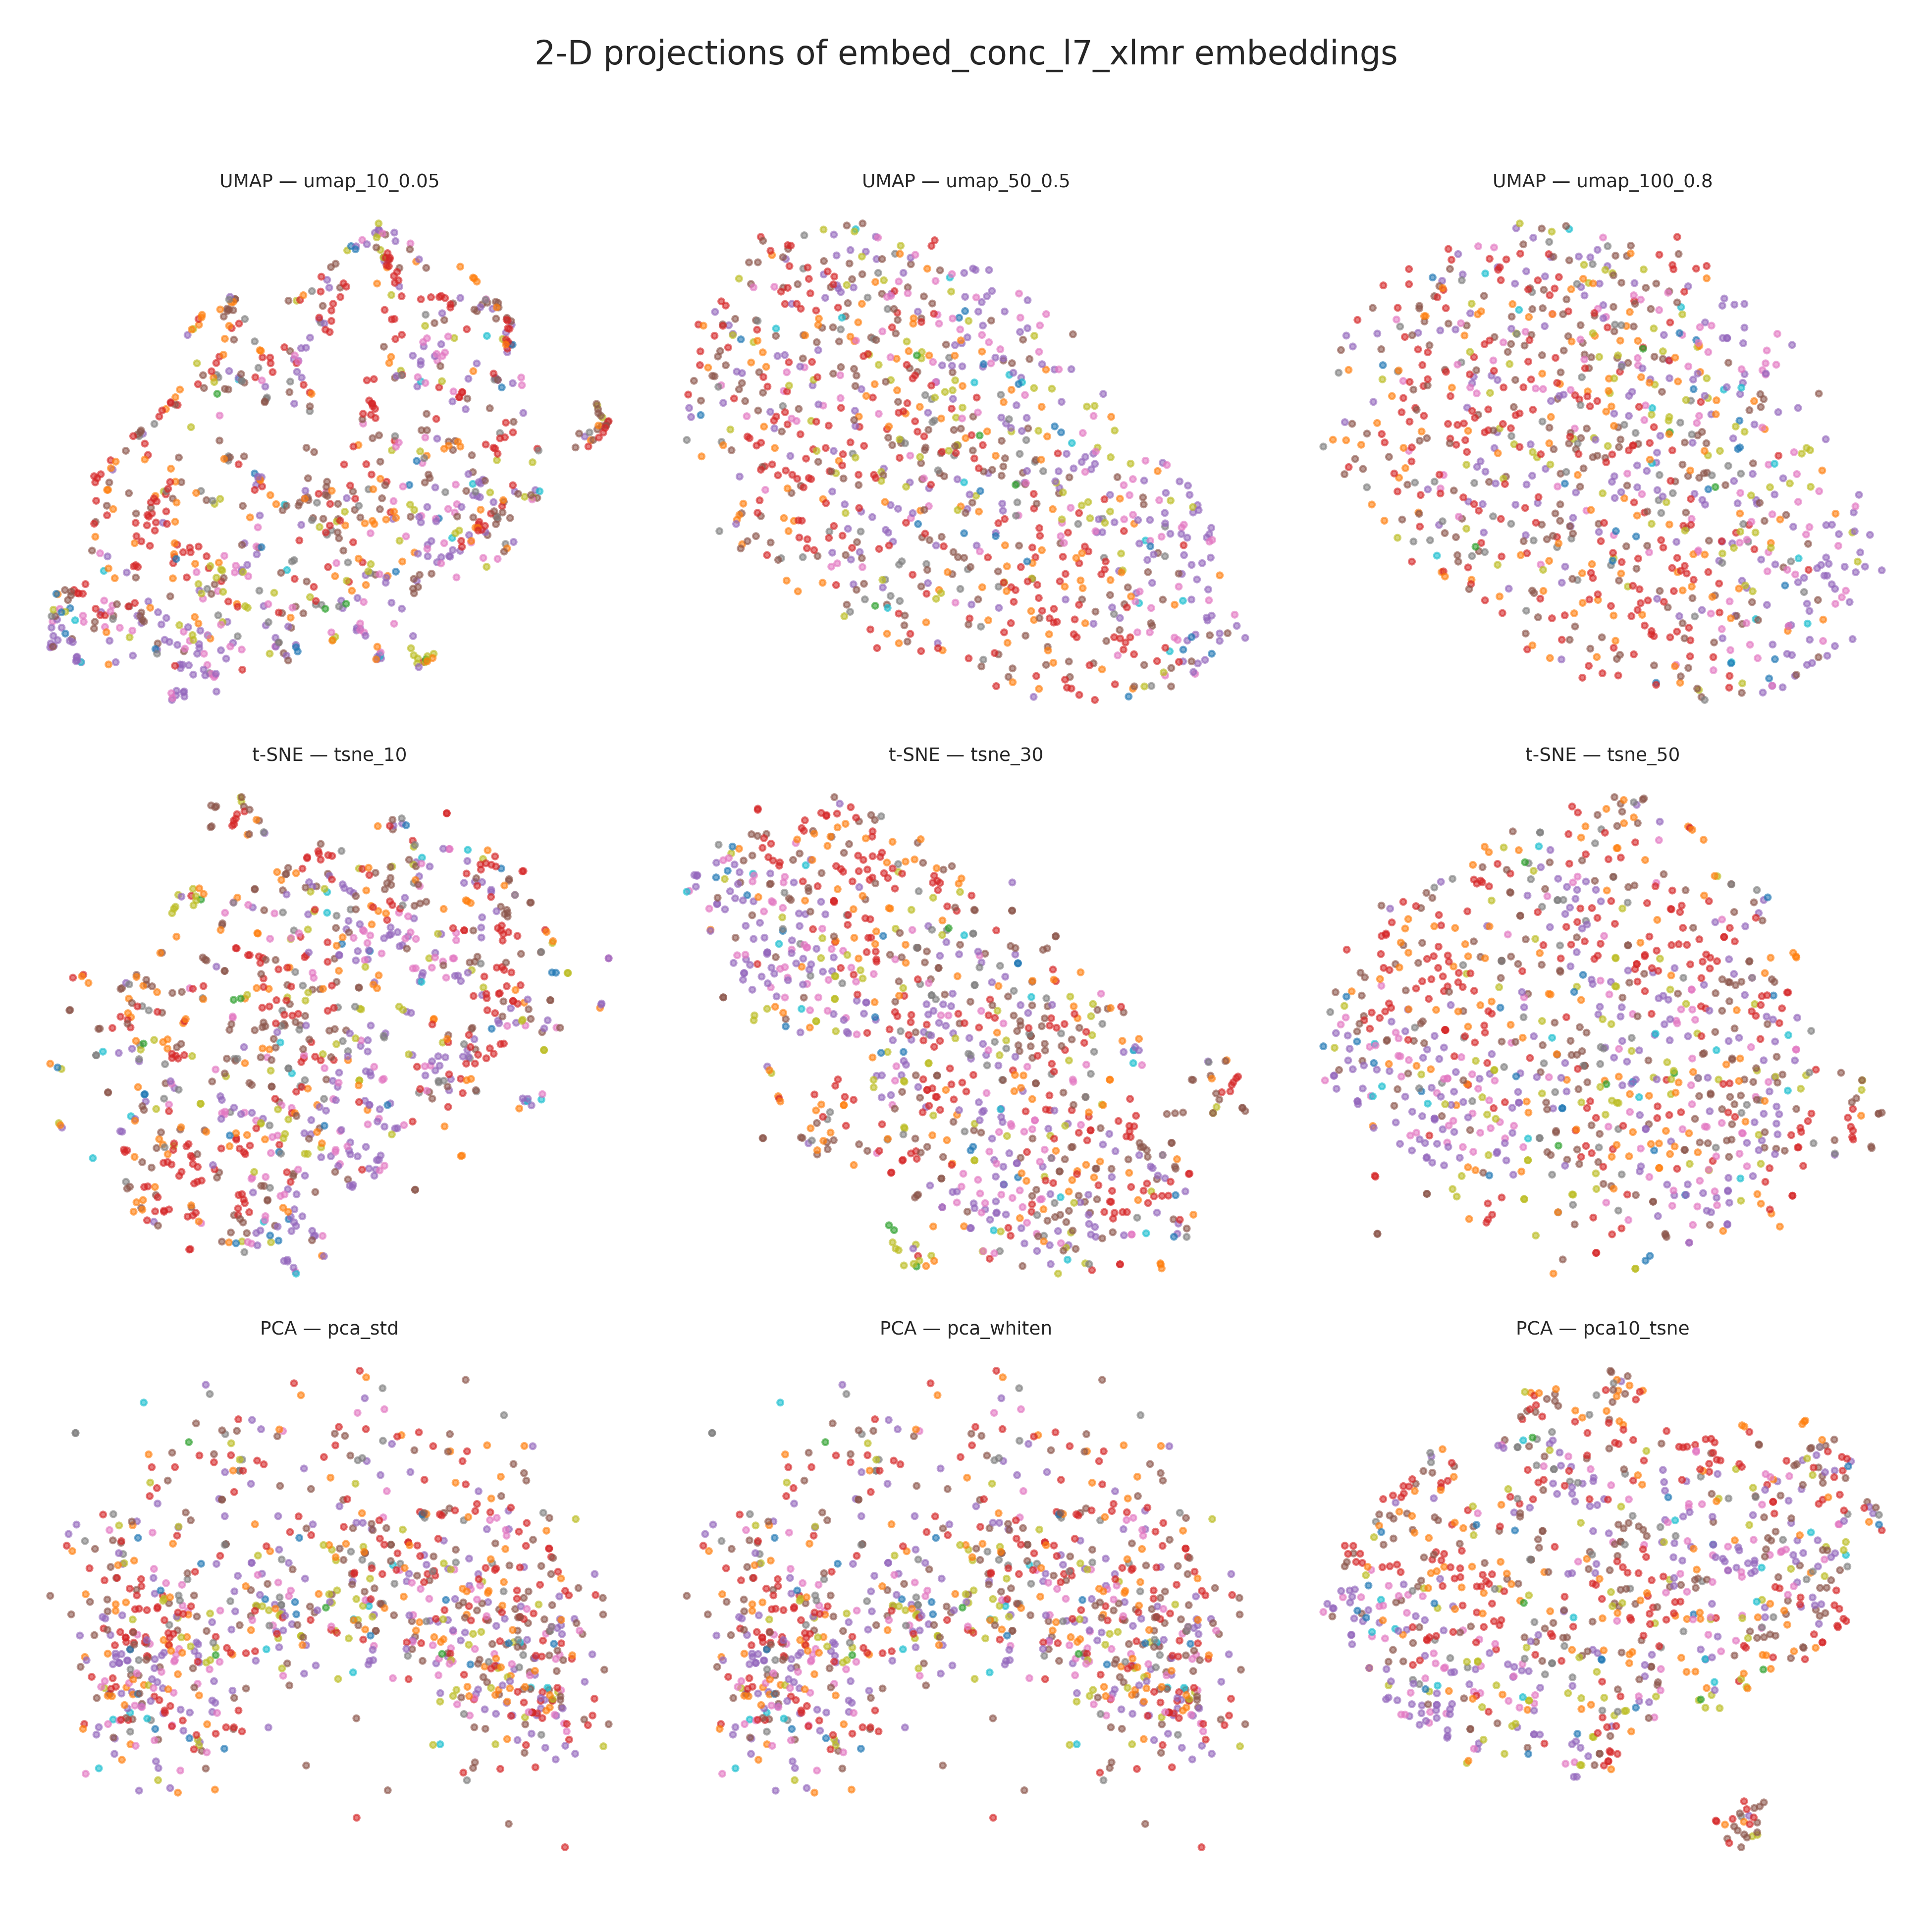 2-D projections of embed_conc_l7_xlmr embeddings
UMAP — umap_10_0.05
UMAP — umap_50_0.5
UMAP — umap_100_0.8
t-SNE — tsne_10
t-SNE — tsne_30
t-SNE — tsne_50
PCA — pca_std
PCA — pca_whiten
PCA — pca10_tsne